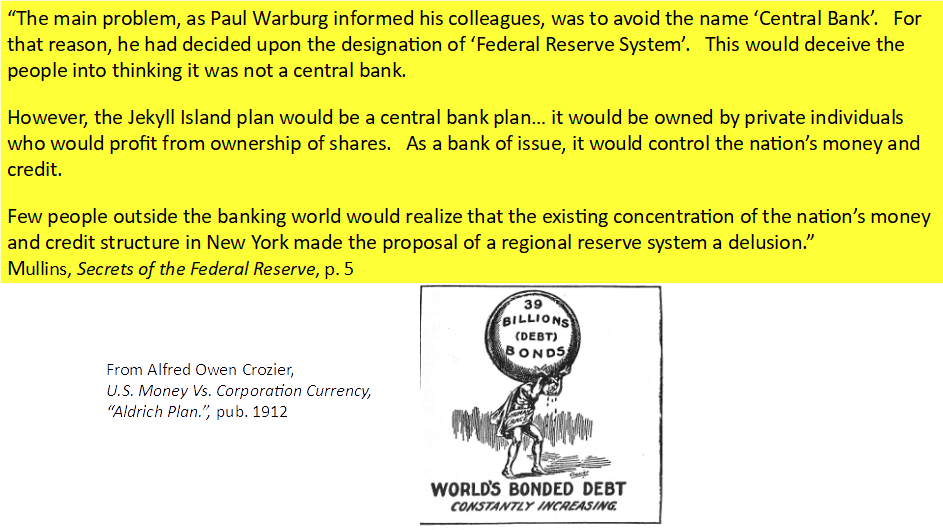 “The main problem, as Paul Warburg informed his colleagues, was to avoid the name ‘Central Bank’. For
that reason, he had decided upon the designation of ‘Federal Reserve System’. This would deceive the
people into thinking it was not a central bank.
However, the Jekyll Island plan would be a central bank plan... it would be owned by private individuals
who would profit from ownership of shares. As a bank of issue, it would control the nation’s money and
credit.
Few people outside the banking world would realize that the existing concentration of the nation’s money
and credit structure in New York made the proposal of a regional reserve system a delusion.”
Mullins, Secrets of the Federal Reserve, p. 5
From Alfred Owen Crozier,
U.S. Money Vs. Corporation Currency,
“Aldrich Plan.”, pub. 1912
39
BILLIONS
(DEBT)
BONDS
WORLD'S BONDED DEBT
CONSTANTLY INCREASING.